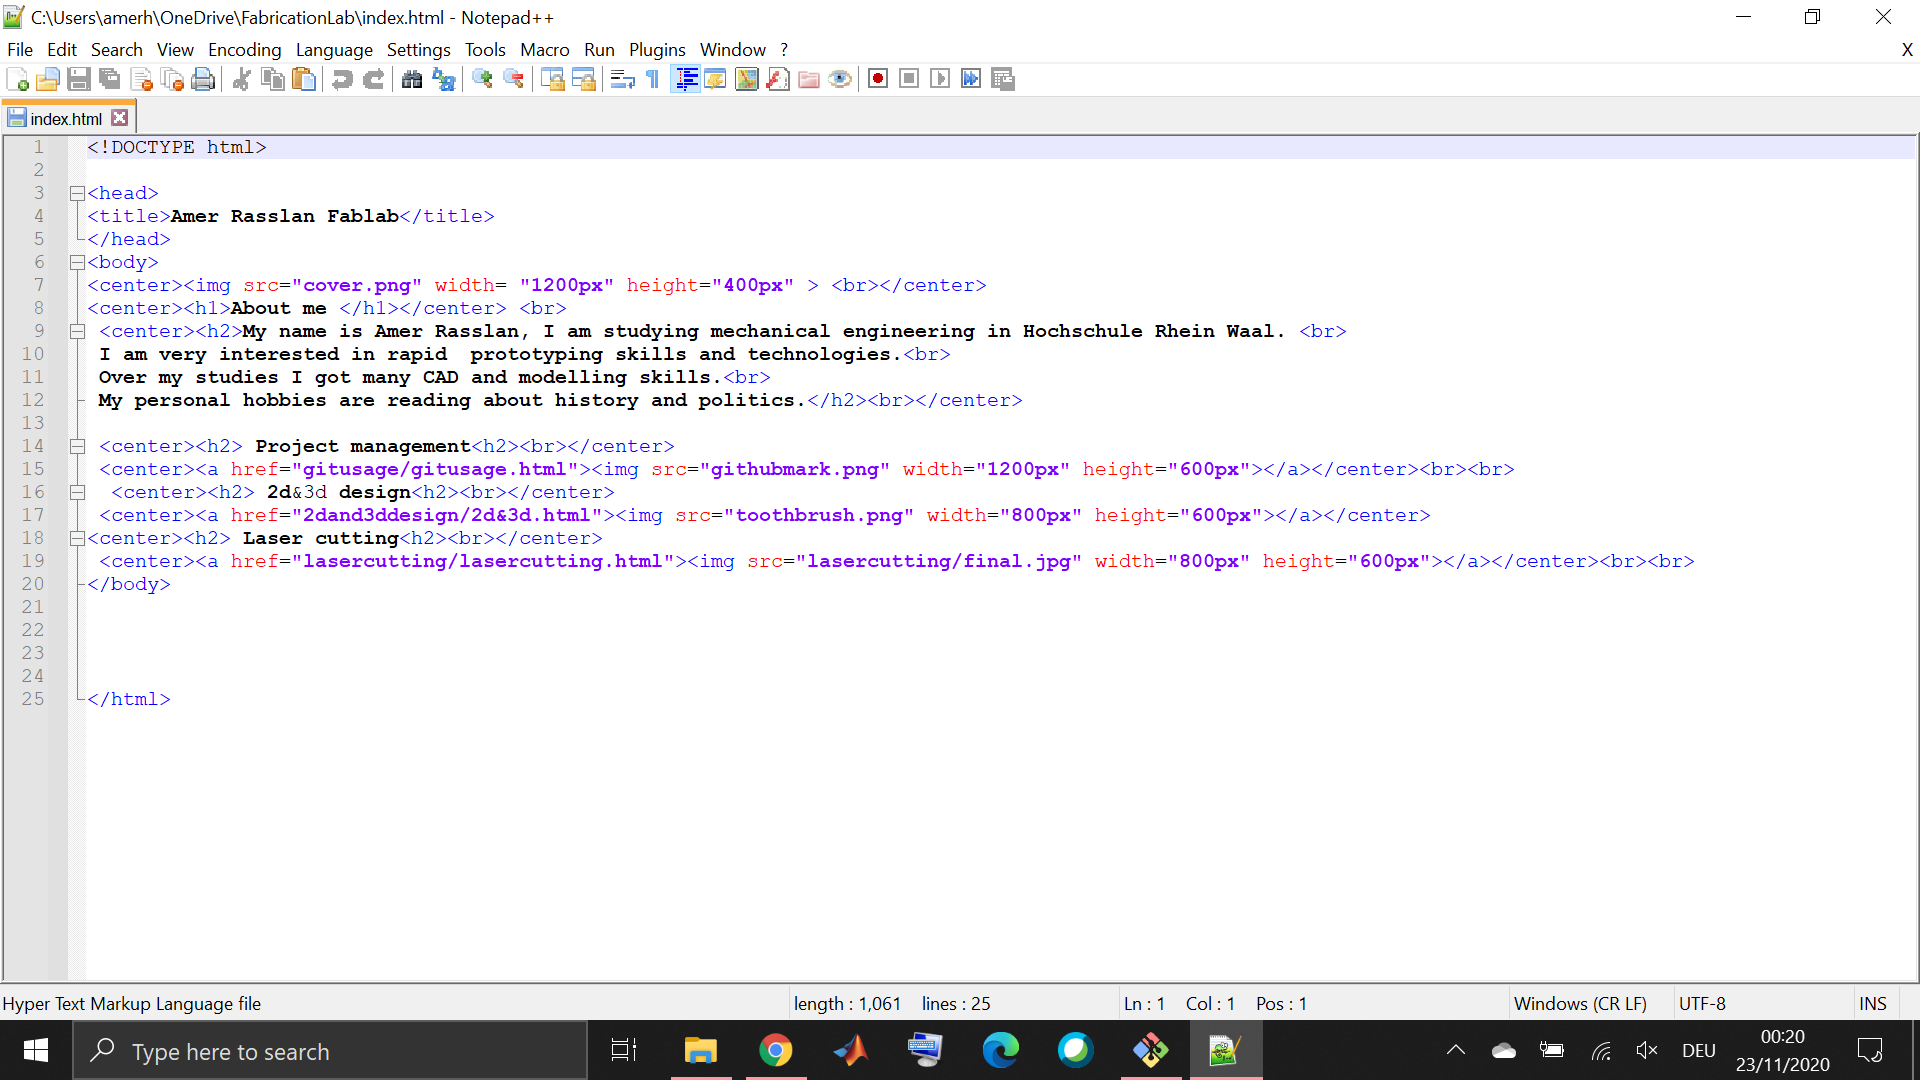 C:\Users\amerh\OneDrive\FabricationLab\index.html - Notepad++
File Edit Search View Encoding Language Settings Tools Macro Run Plugins Window ? X
index.html
1 <!DOCTYPE html>
2
3 <head>
4 <title>Amer Rasslan Fablab</title>
5 </head>
6 <body>
7 <center><img src="cover.png" width= "1200px" height="400px" > <br></center>
8 <center><h1>About me </h1></center> <br>
9 <center><h2>My name is Amer Rasslan, I am studying mechanical engineering in Hochschule Rhein Waal. <br>
10 I am very interested in rapid  prototyping skills and technologies.<br>
11 Over my studies I got many CAD and modelling skills.<br>
12 My personal hobbies are reading about history and politics.</h2><br></center>
13
14 <center><h2> Project management<h2><br></center>
15 <center><a href="gitusage/gitusage.html"><img src="githubmark.png" width="1200px" height="600px"></a></center><br><br>
16 <center><h2> 2d&3d design<h2><br></center>
17 <center><a href="2dand3ddesign/2d&3d.html"><img src="toothbrush.png" width="800px" height="600px"></a></center>
18 <center><h2> Laser cutting<h2><br></center>
19 <center><a href="lasercutting/lasercutting.html"><img src="lasercutting/final.jpg" width="800px" height="600px"></a></center><br><br>
20 </body>
21
22
23
24
25 </html>
Hyper Text Markup Language file length : 1,061 lines : 25 Ln : 1 Col : 1 Pos : 1 Windows (CR LF) UTF-8 INS
Type here to search DEU 00:20
23/11/2020